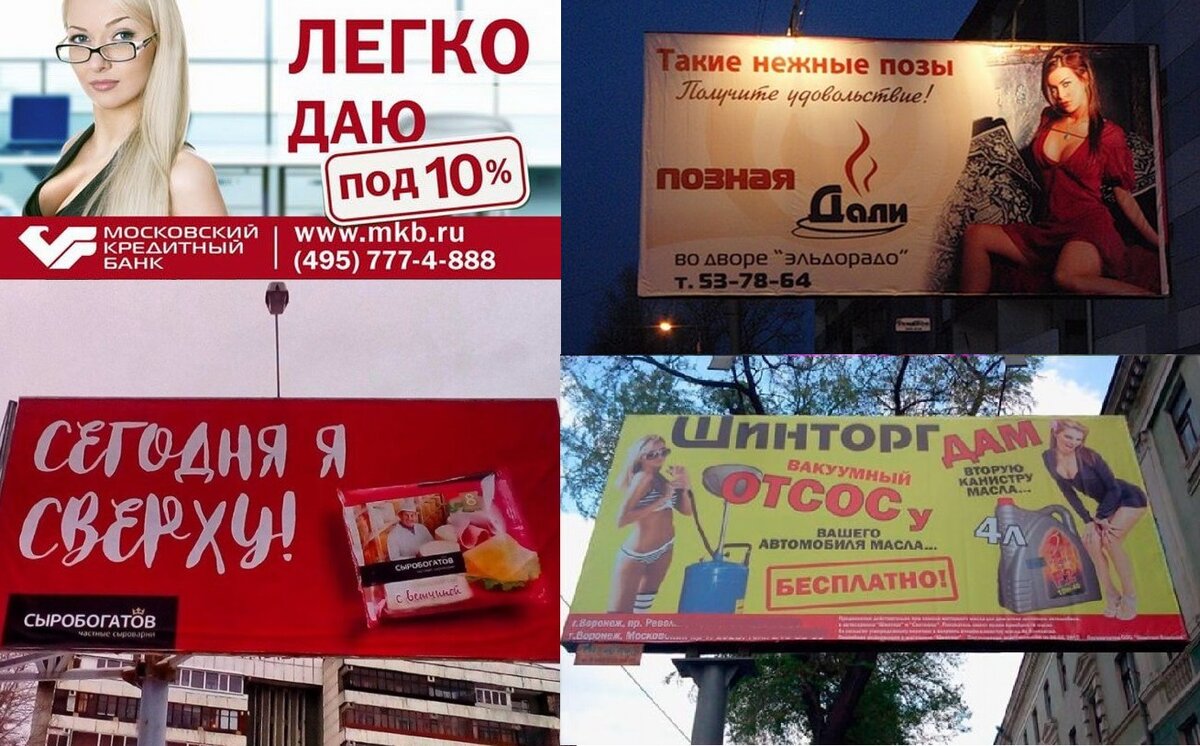 ЛЕГКО
ДАЮ
ПОД 10%
МОСКОВСКИЙ
КРЕДИТНЫЙ
БАНК
www.mkb.ru
(495) 777-4-888
Такие нежные позы
Получите удовольствие!
позная
Дали
во дворе "ЭЛЬДОРАДО"
т. 53-78-64
СЕГОДНЯ Я
СВЕРХУ!
СЫРОБОГАТОВ
с ветчиной
СЫРОБОГАТОВ
частные сыроварни
ШИНТОРГ
ВАКУУМНЫЙ
ОТСОС У
ВАШЕГО
АВТОМОБИЛЯ МАСЛА...
БЕСПЛАТНО!
ДАМ
ВТОРУЮ
КАНИСТРУ
МАСЛА...
4Л
г.Воронеж, пр. Револ
г.Воронеж, Москов